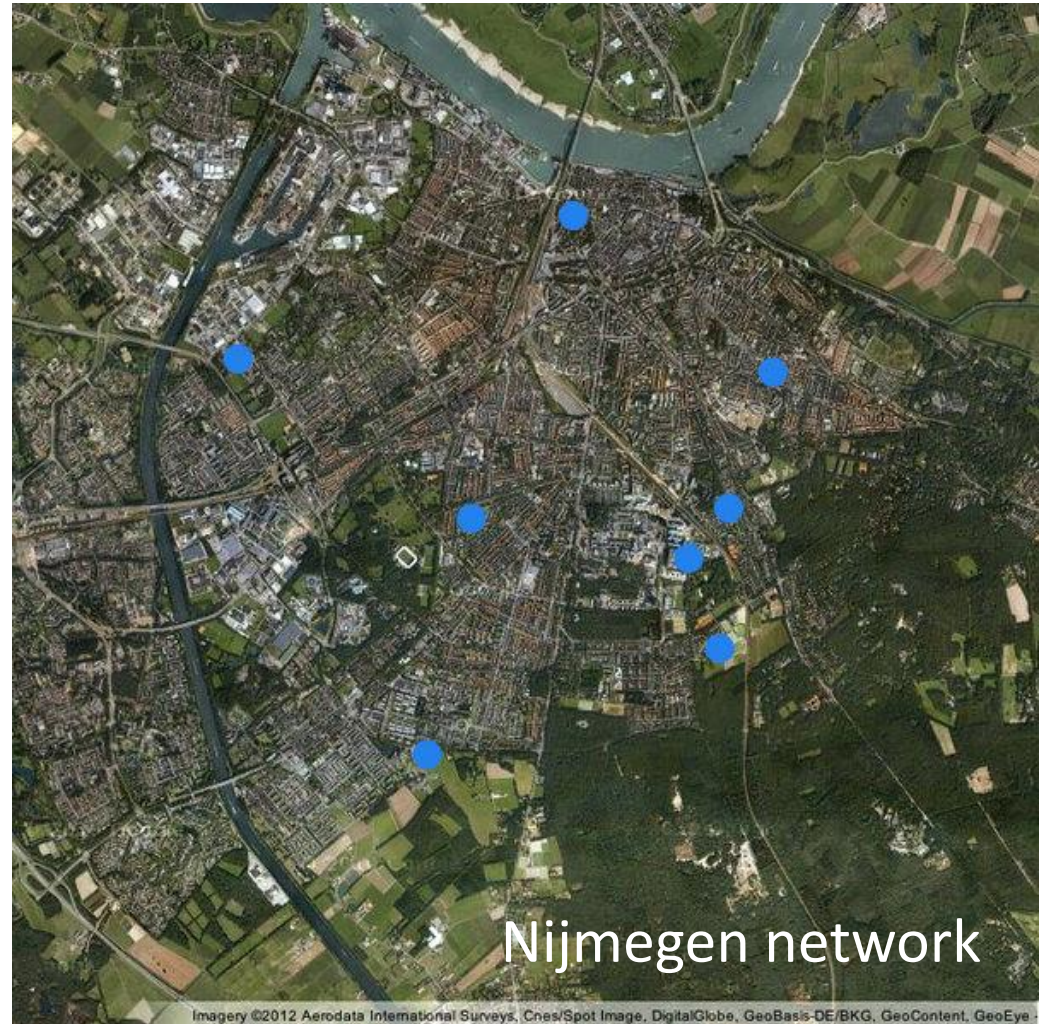 Nijmegen network
Imagery ©2012 Aerodata International Surveys, Cnes/Spot Image, DigitalGlobe, GeoBasis-DE/BKG, GeoContent, GeoEye -